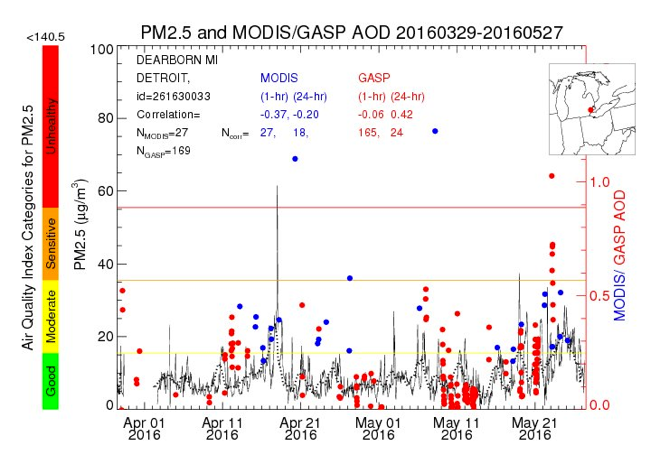 PM2.5 and MODIS/GASP AOD 20160329-20160527
<140.5
DEARBORN MI
DETROIT, MODIS GASP
id=261630033 (1-hr) (24-hr) (1-hr) (24-hr)
Correlation= -0.37, -0.20 -0.06 0.42
NMODIS=27 Ncorr= 27, 18, 165, 24
NGASP=169
Air Quality Index Categories for PM2.5
Unhealthy
Sensitive
Moderate
Good
PM2.5 (μg/m3)
100
80
60
40
20
0
1.0
0.5
0.0
MODIS/ GASP AOD
Apr 01 Apr 11 Apr 21 May 01 May 11 May 21
2016 2016 2016 2016 2016 2016